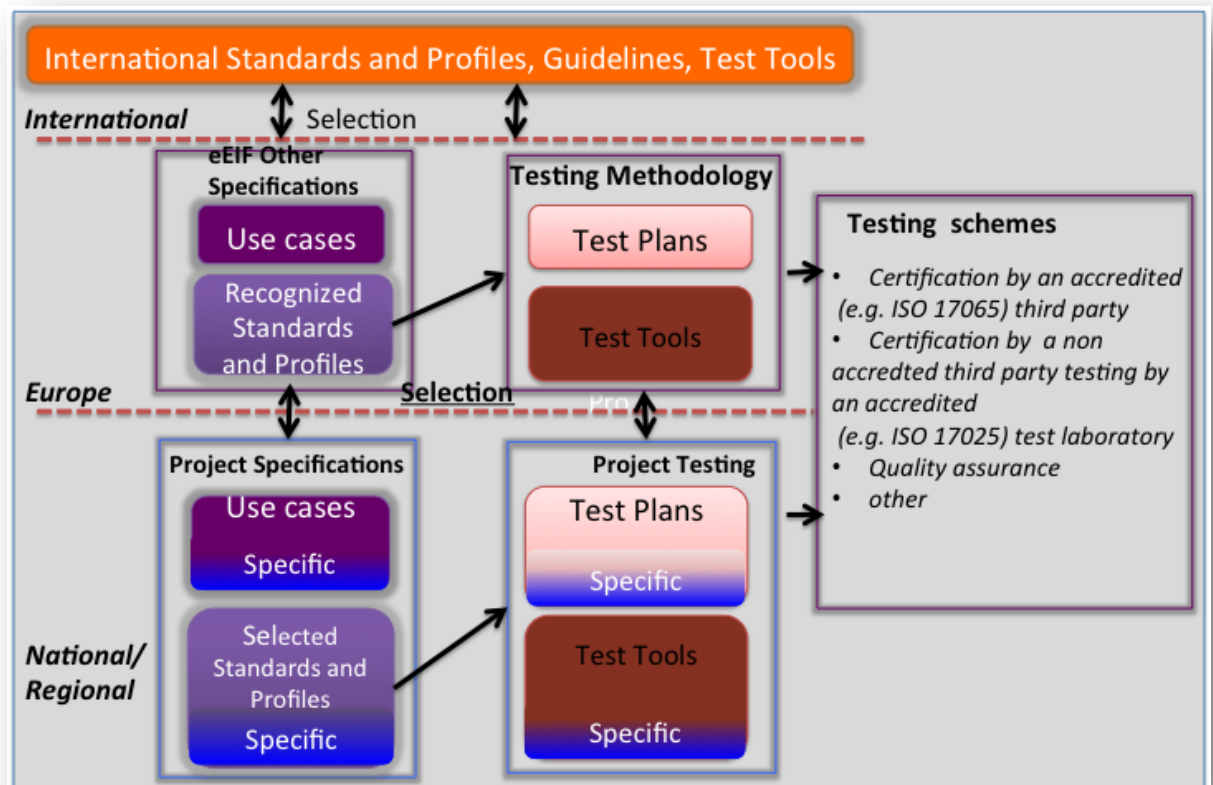 International Standards and Profiles, Guidelines, Test Tools
International
Selection
eEIF Other
Specifications
Use cases
Recognized
Standards
and Profiles
Testing Methodology
Test Plans
Test Tools
Testing schemes
• Certification by an accredited
(e.g. ISO 17065) third party
• Certification by a non
accredted third party testing by
an accredited
(e.g. ISO 17025) test laboratory
• Quality assurance
• other
Europe
Selection
Project Specifications
Use cases
Specific
Selected
Standards and
Profiles
Specific
Project Testing
Test Plans
Specific
Test Tools
Specific
National/
Regional